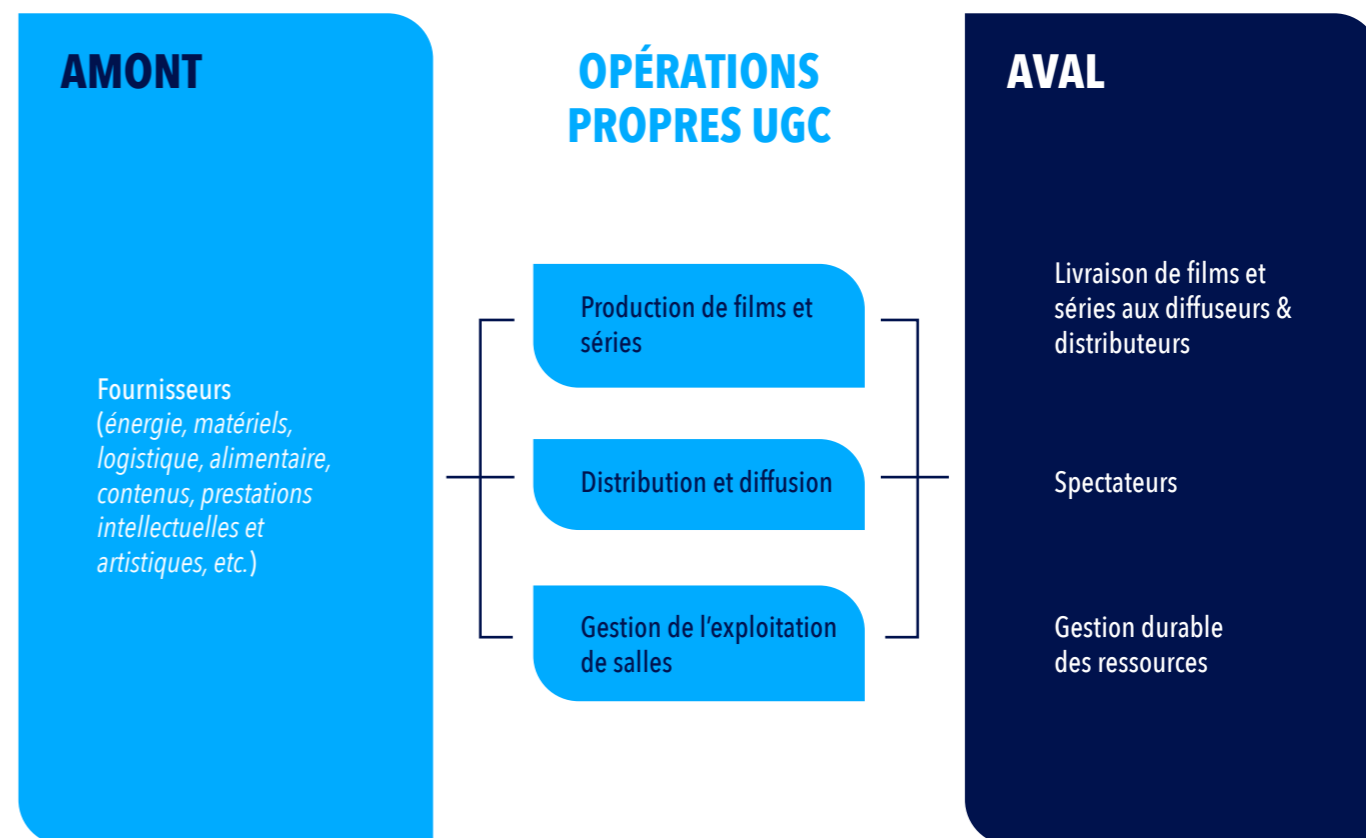 AMONT
Fournisseurs
(énergie, matériels,
logistique, alimentaire,
contenus, prestations
intellectuelles et
artistiques, etc.)
OPÉRATIONS
PROPRES UGC
Production de films et
séries
Distribution et diffusion
Gestion de l’exploitation
de salles
AVAL
Livraison de films et
séries aux diffuseurs &
distributeurs
Spectateurs
Gestion durable
des ressources